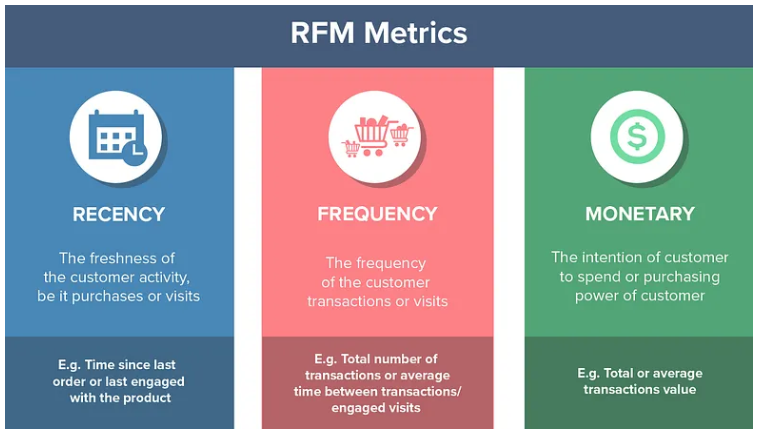 RFM Metrics
RECENCY
The freshness of
the customer activity,
be it purchases or visits
E.g. Time since last
order or last engaged
with the product
FREQUENCY
The frequency
of the customer
transactions or visits
E.g. Total number of
transactions or average
time between transactions/
engaged visits
MONETARY
The intention of customer
to spend or purchasing
power of customer
E.g. Total or average
transactions value